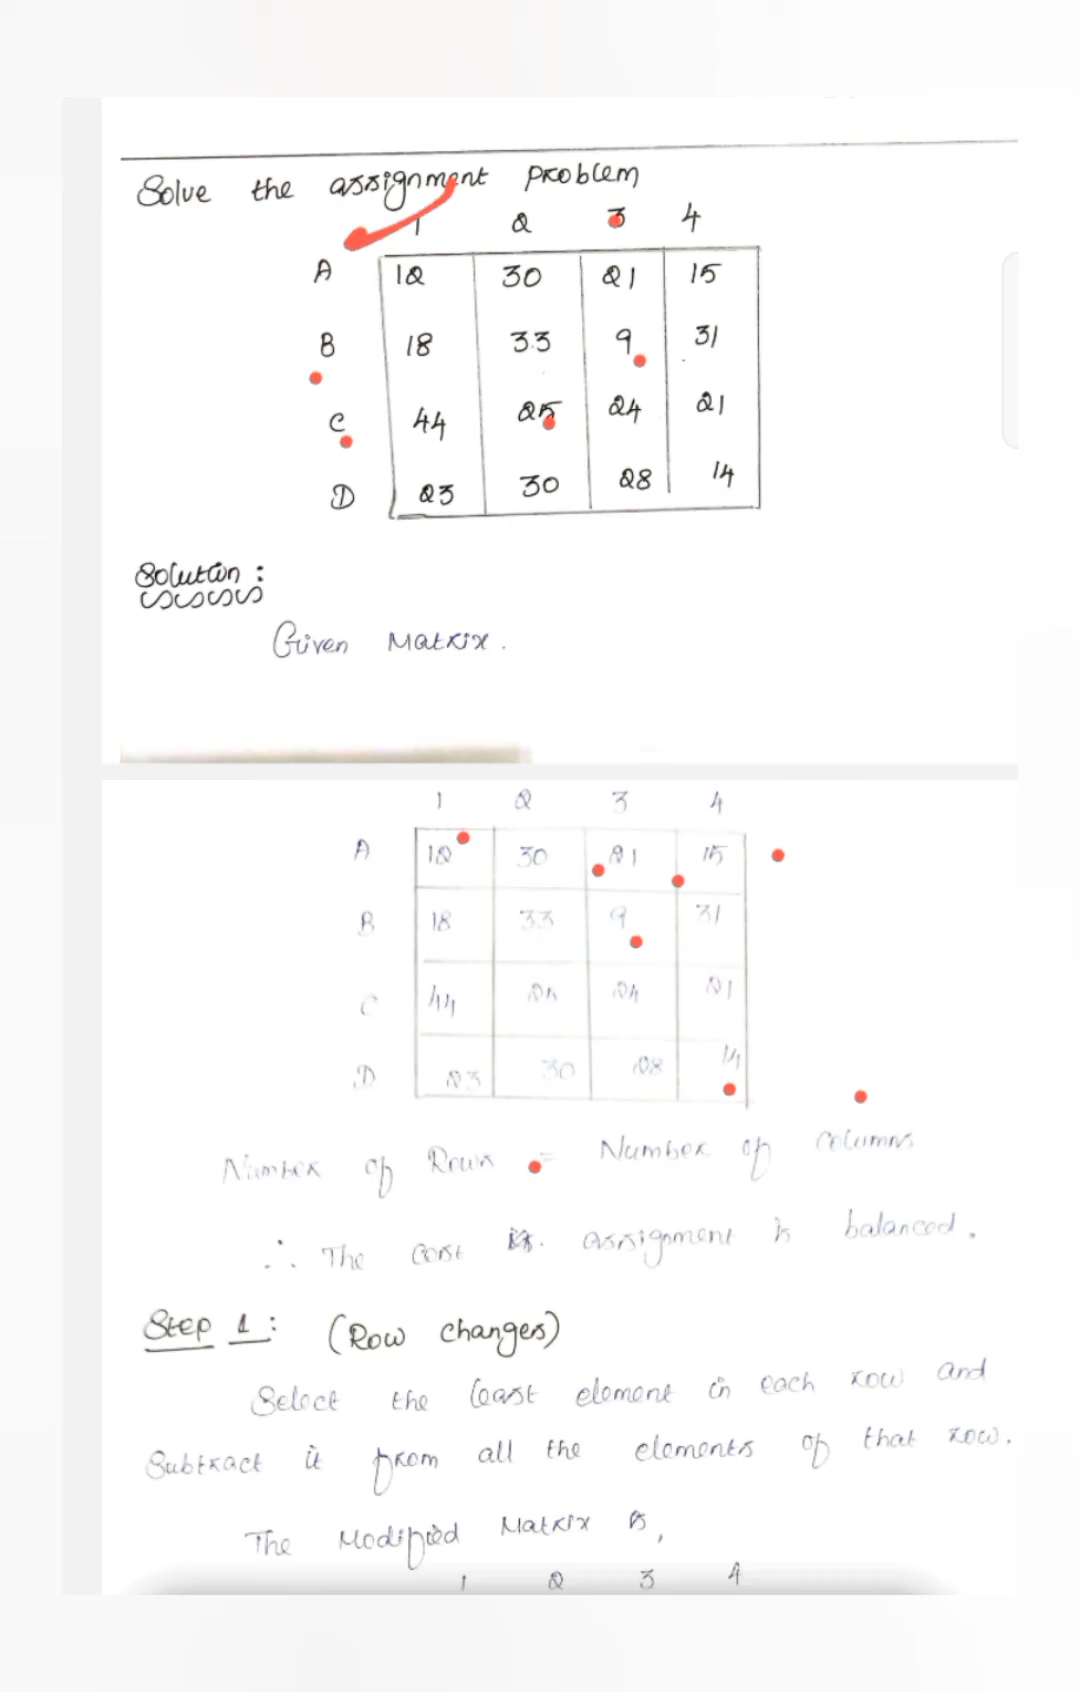 Solve the assignment problem
1 2 3 4
A 12 30 21 15
B 18 33 9 31
C 44 25 24 21
D 23 30 28 14
Solution :
Given Matrix.
1 2 3 4
A 12 30 21 15
B 18 33 9 31
C 44 25 24 21
D 23 30 28 14
Number of Rows = Number of columns
∴ The cost assignment is balanced.
Step 1: (Row changes)
Select the least element in each row and
Subtract it from all the elements of that row.
The Modified Matrix is,
1 2 3 4